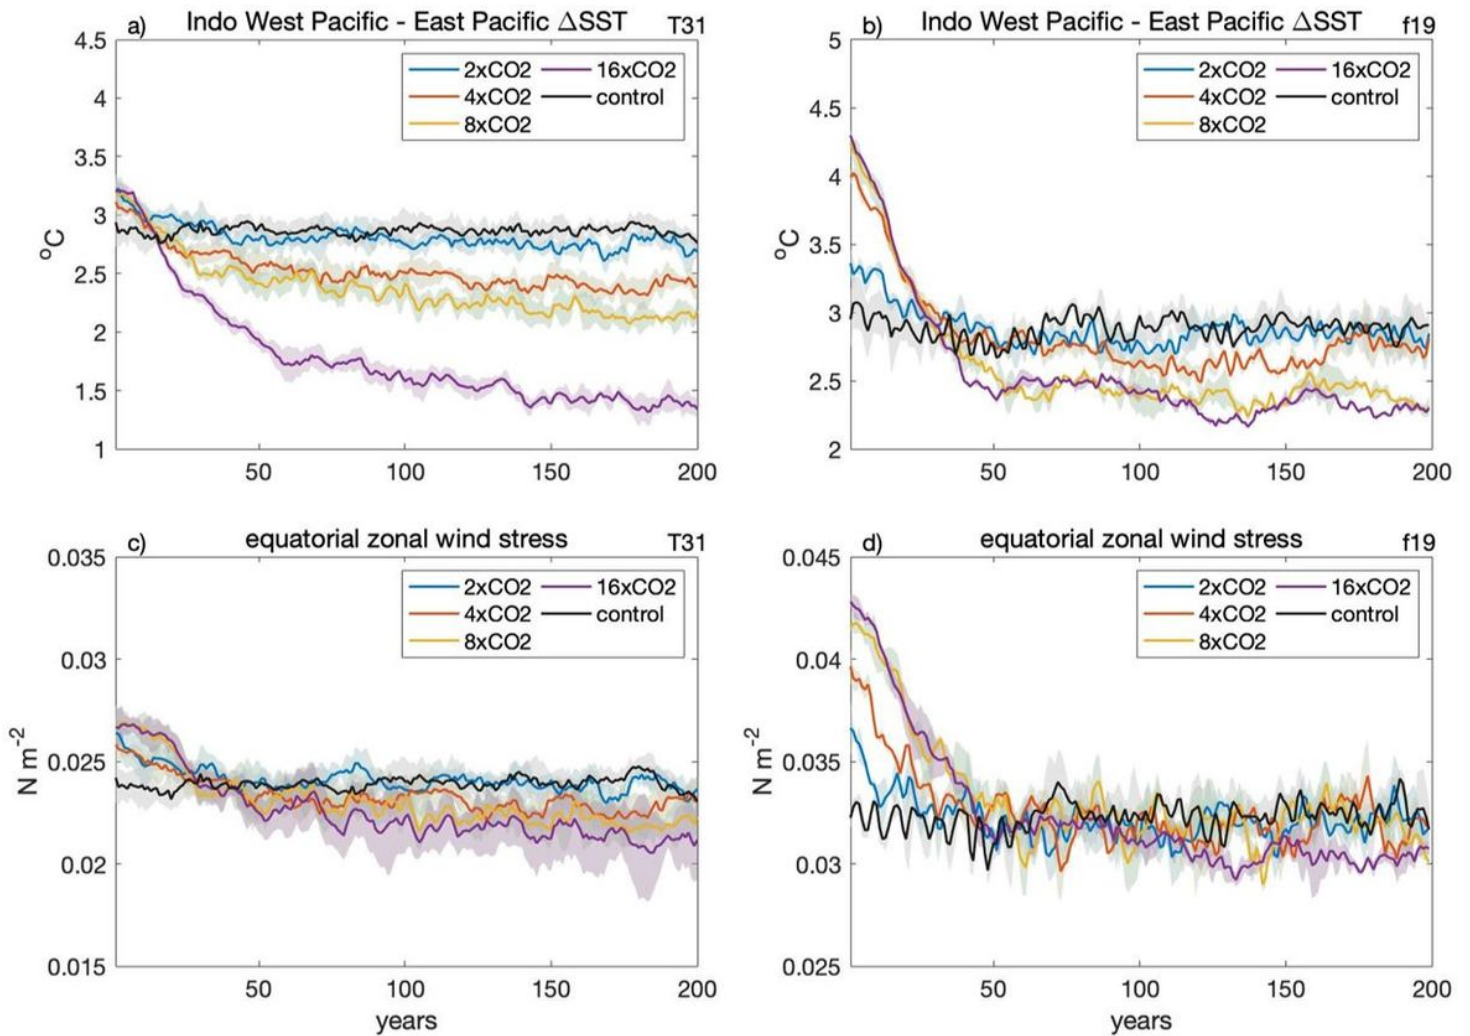 a) Indo West Pacific - East Pacific ΔSST T31
4.5
4
3.5
3
2.5
2
1.5
1
°C
2xCO2 16xCO2
4xCO2 control
8xCO2
50 100 150 200
b) Indo West Pacific - East Pacific ΔSST f19
5
4.5
4
3.5
3
2.5
2
°C
2xCO2 16xCO2
4xCO2 control
8xCO2
50 100 150 200
c) equatorial zonal wind stress T31
0.035
0.03
0.025
0.02
0.015
N m⁻²
2xCO2 16xCO2
4xCO2 control
8xCO2
50 100 150 200
years
d) equatorial zonal wind stress f19
0.045
0.04
0.035
0.03
0.025
N m⁻²
2xCO2 16xCO2
4xCO2 control
8xCO2
50 100 150 200
years